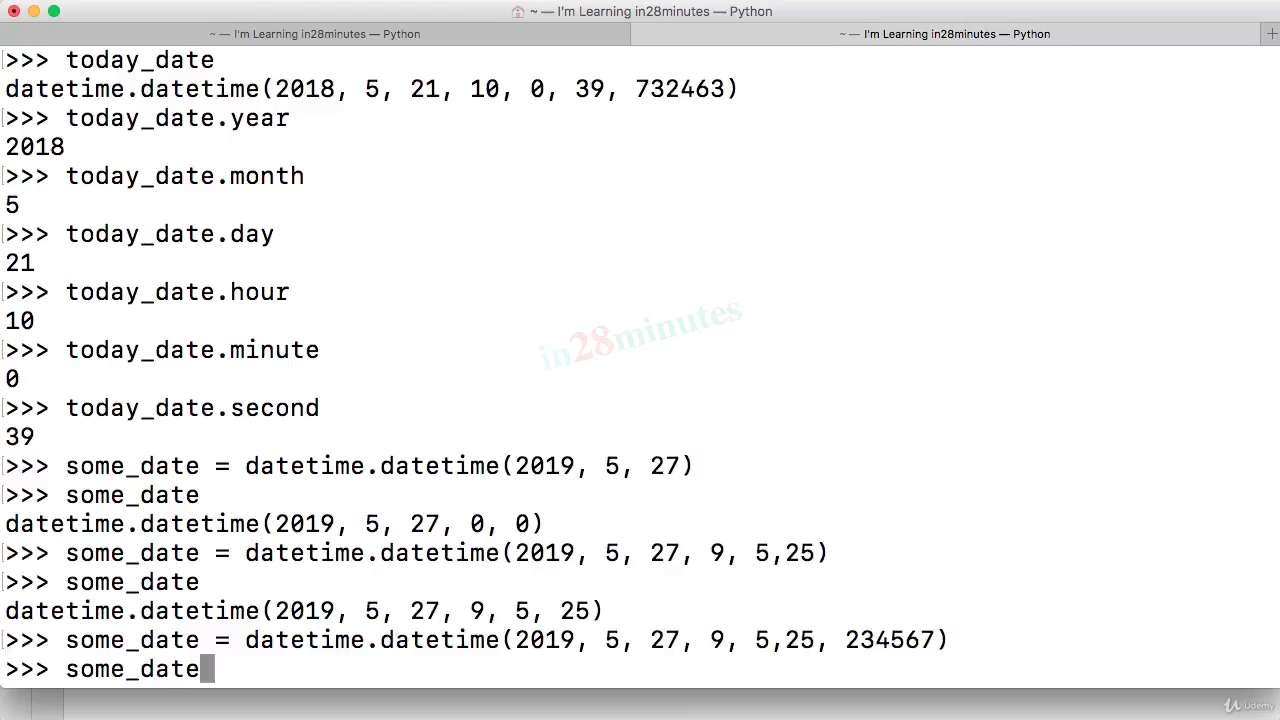 ~ — I'm Learning in28minutes — Python
~ — I'm Learning in28minutes — Python
~ — I'm Learning in28minutes — Python
>>> today_date
datetime.datetime(2018, 5, 21, 10, 0, 39, 732463)
>>> today_date.year
2018
>>> today_date.month
5
>>> today_date.day
21
>>> today_date.hour
10
>>> today_date.minute
0
>>> today_date.second
39
>>> some_date = datetime.datetime(2019, 5, 27)
>>> some_date
datetime.datetime(2019, 5, 27, 0, 0)
>>> some_date = datetime.datetime(2019, 5, 27, 9, 5,25)
>>> some_date
datetime.datetime(2019, 5, 27, 9, 5, 25)
>>> some_date = datetime.datetime(2019, 5, 27, 9, 5,25, 234567)
>>> some_date
in28minutes
Udemy